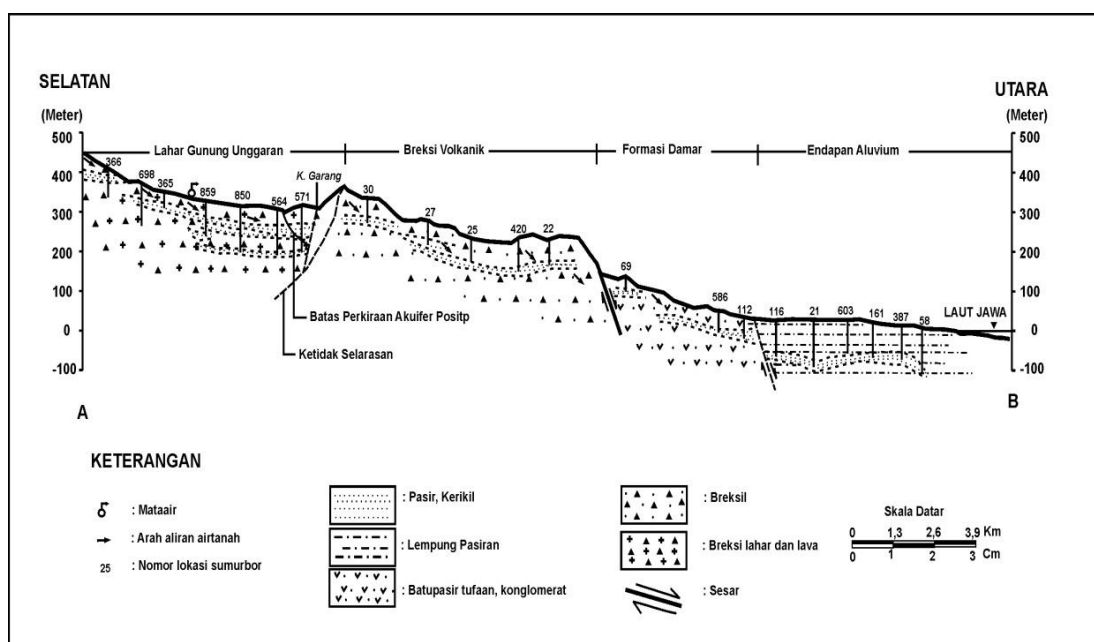 SELATAN
UTARA
(Meter)
(Meter)
500
500
Lahar Gunung Unggaran
Breksi Volkanik
Formasi Damar
Endapan Aluvium
400
366
698
365
859
850
564
571
K. Garang
30
400
300
27
25
420
22
300
200
200
100
69
586
112
116
21
603
161
387
58
LAUT JAWA
100
0
Batas Perkiraan Akuifer Positp
0
-100
Ketidak Selarasan
-100
A
B
KETERANGAN
: Mataair
: Arah aliran airtanah
25 : Nomor lokasi sumurbor
: Pasir, Kerikil
: Lempung Pasiran
: Batupasir tufaan, konglomerat
: Breksil
: Breksi lahar dan lava
: Sesar
Skala Datar
0 1,3 2,6 3,9 Km
0 1 2 3 Cm